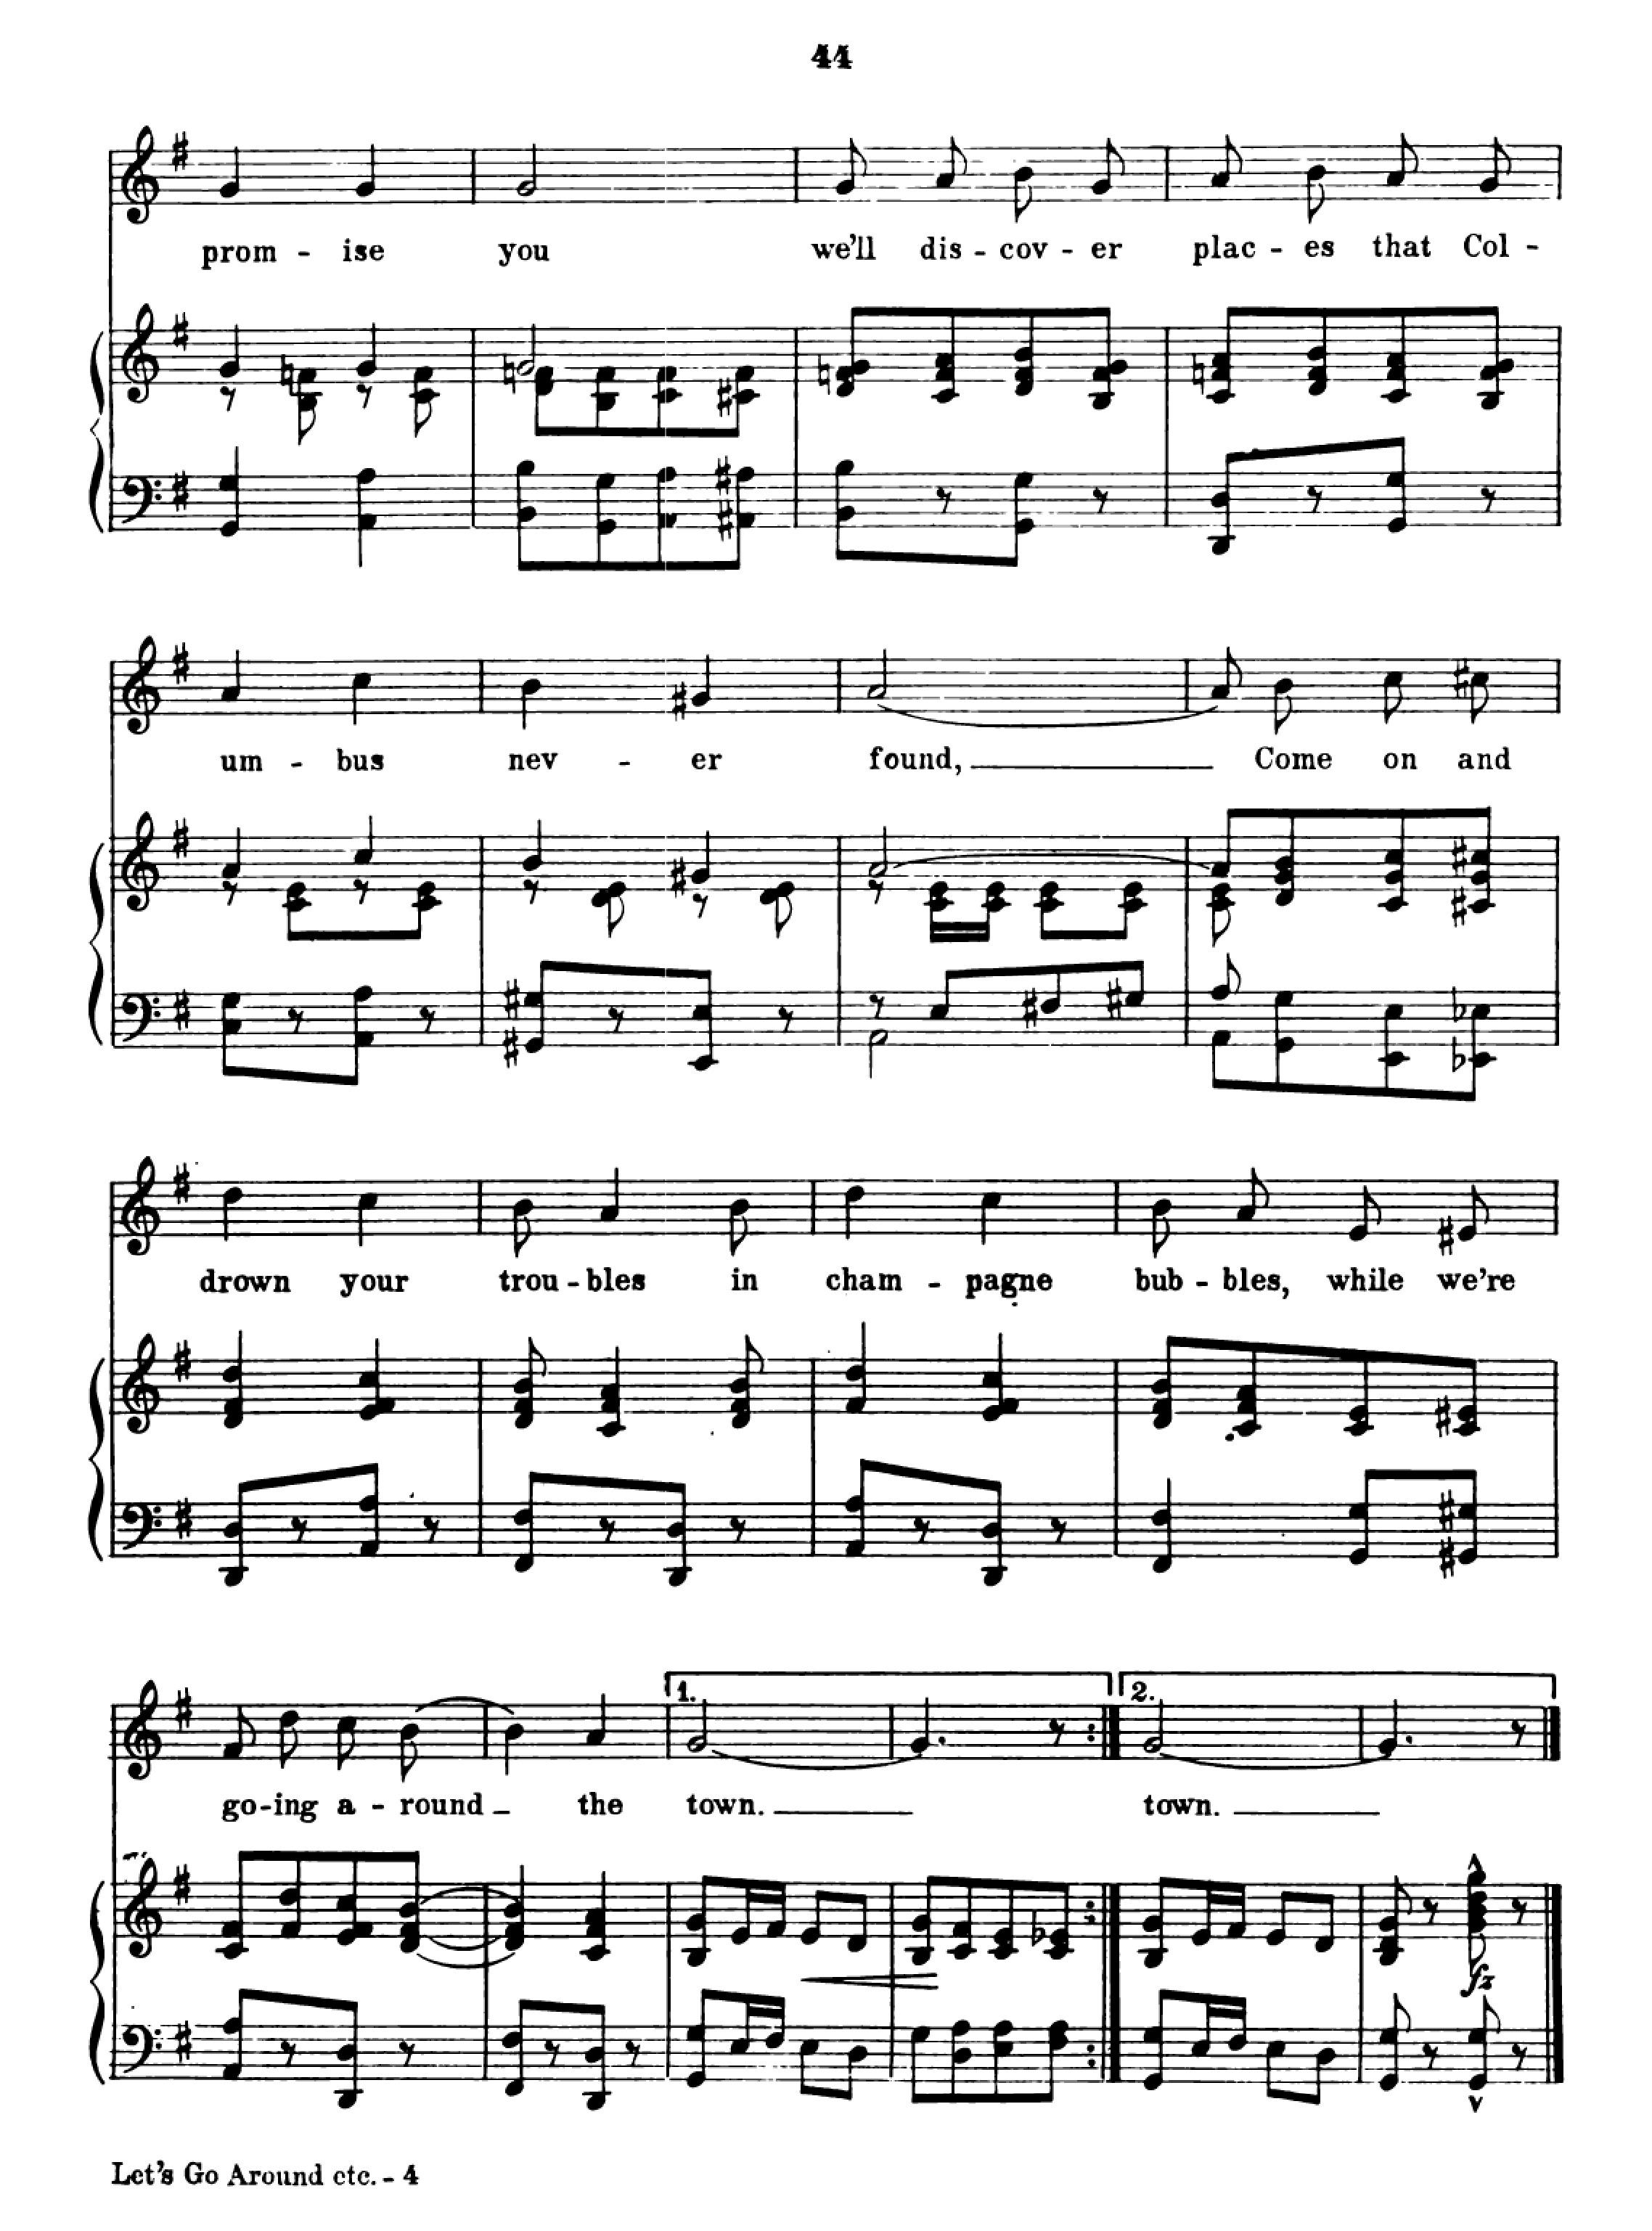 44
prom - ise you we'll dis - cov - er plac - es that Col -
um - bus nev - er found, Come on and
drown your trou - bles in cham - pagne bub - bles, while we're
1. 2.
go - ing a - round the town. town.
fz
Let's Go Around etc. - 4